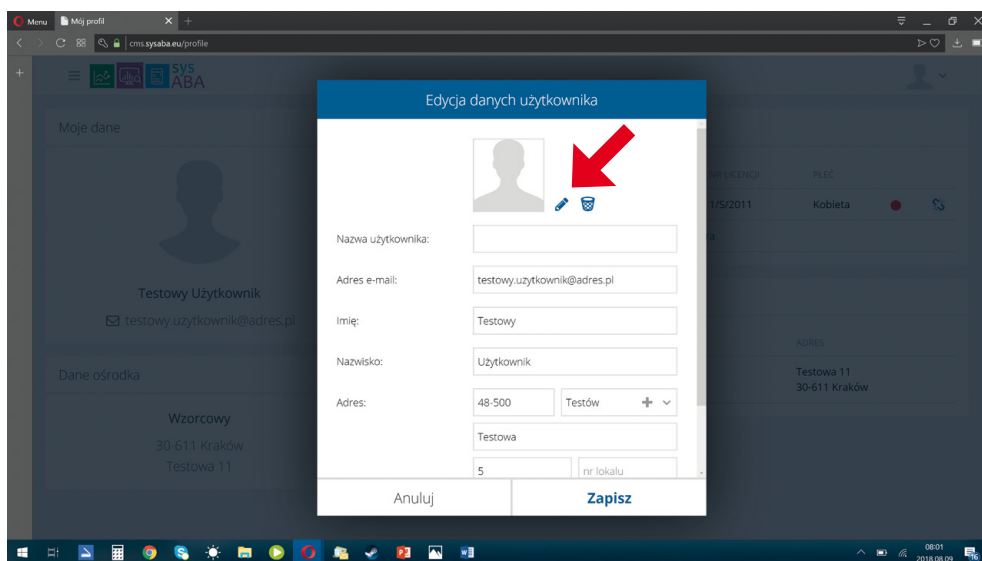 Menu
Mój profil
cms.sysaba.eu/profile
sys
ABA
Edycja danych użytkownika
Moje dane
NR LICENCJI
PŁEĆ
1/S/2011
Kobieta
Nazwa użytkownika:
Adres e-mail:
testowy.uzytkownik@adres.pl
Testowy Użytkownik
testowy.uzytkownik@adres.pl
Imię:
Testowy
ADRES
Nazwisko:
Użytkownik
Testowa 11
30-611 Kraków
Dane ośrodka
Adres:
48-500
Testów
Wzorcowy
Testowa
30-611 Kraków
Testowa 11
5
nr lokalu
Anuluj
Zapisz
08:01
2018.08.09